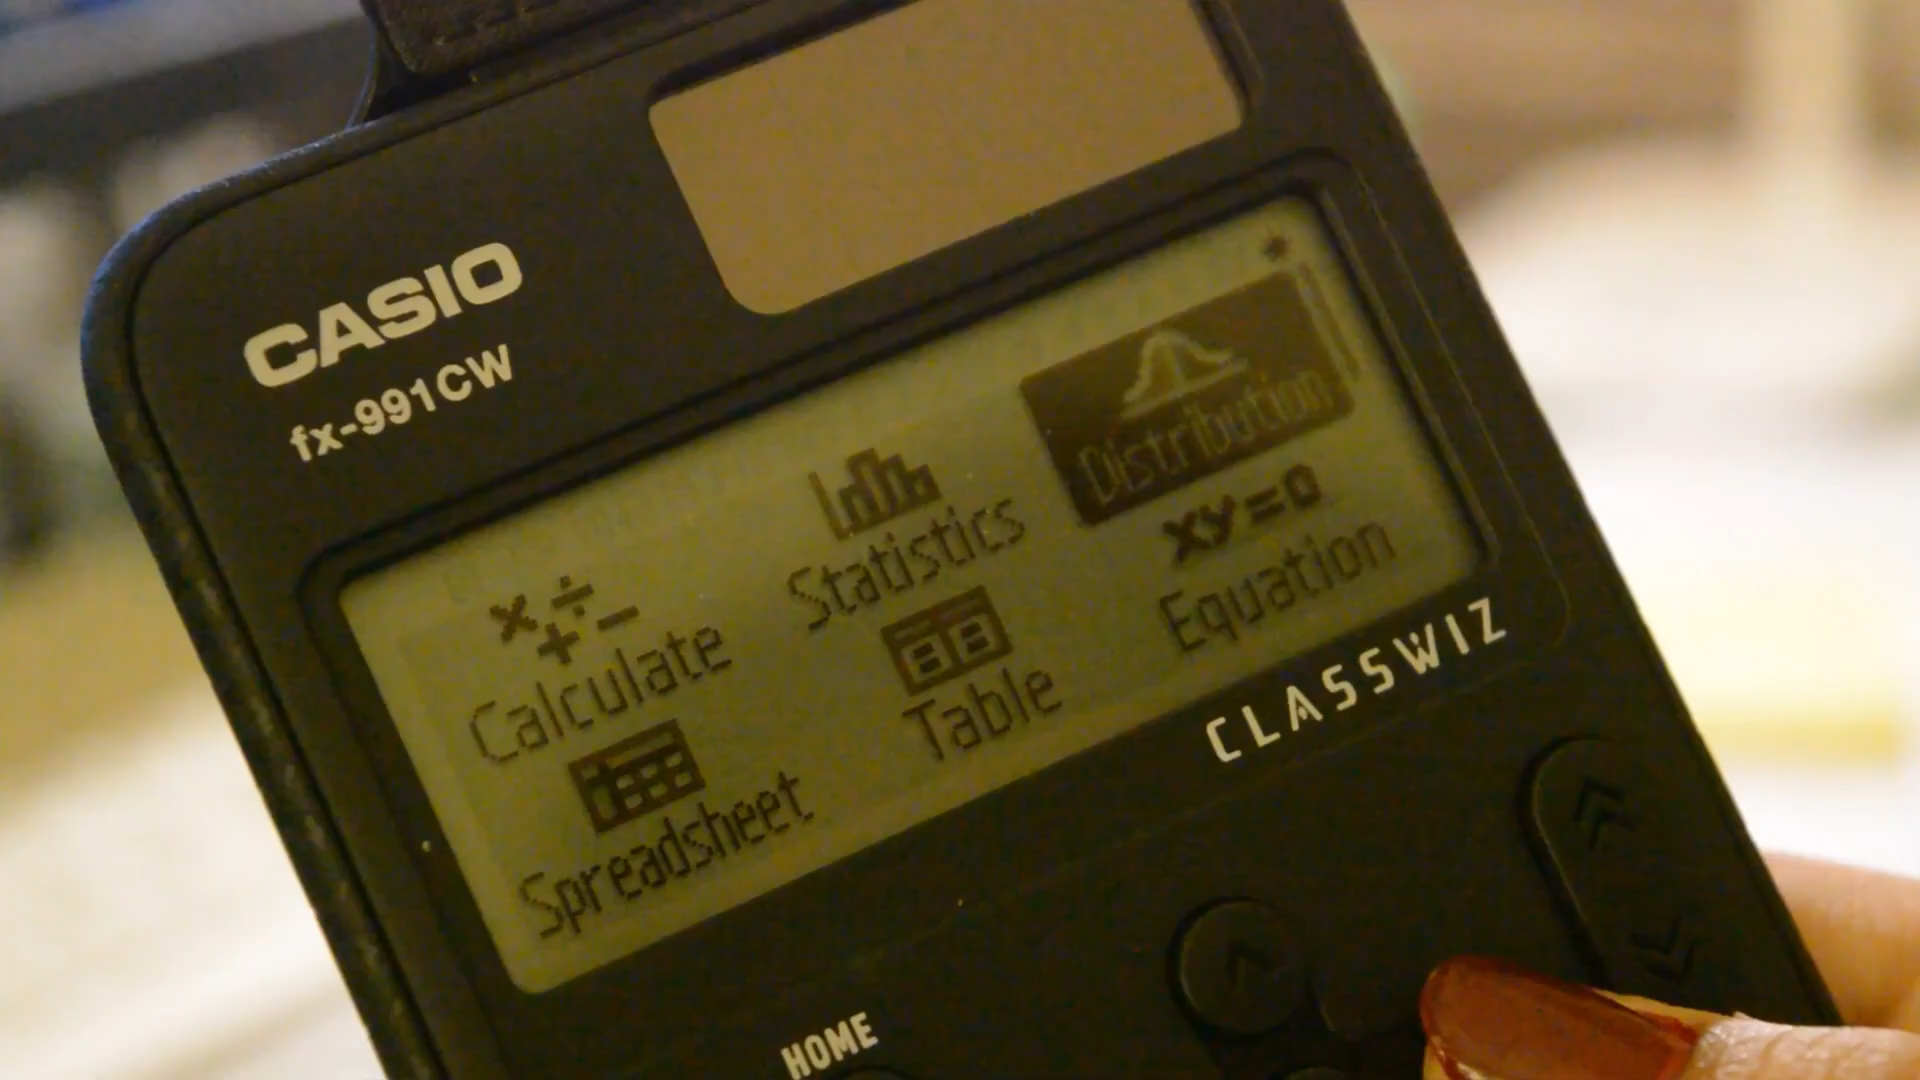 CASIO
fx-991CW
Calculate
Statistics
Distribution
Spreadsheet
Table
xy=0
Equation
CLASSWIZ
HOME